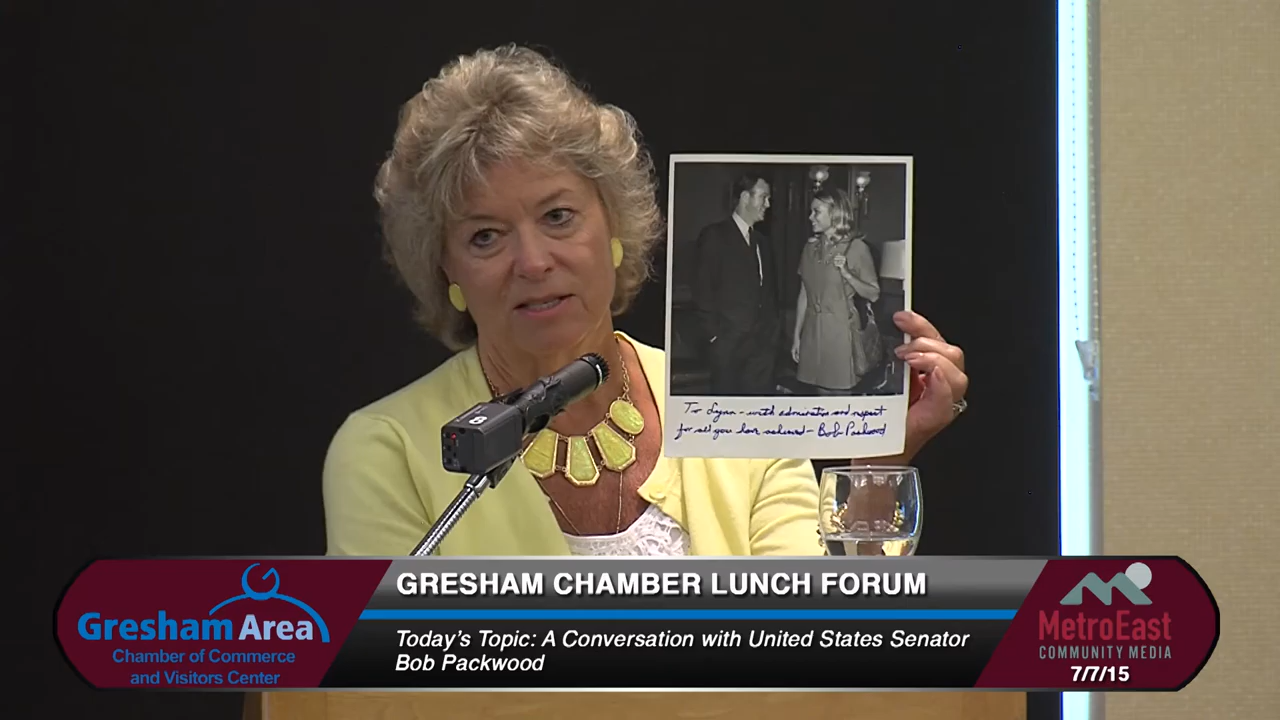 To Lynn - with admiration and respect
for all you have achieved - Bob Packwood
GRESHAM CHAMBER LUNCH FORUM
Today's Topic: A Conversation with United States Senator
Bob Packwood
Gresham Area
Chamber of Commerce
and Visitors Center
MetroEast
COMMUNITY MEDIA
7/7/15